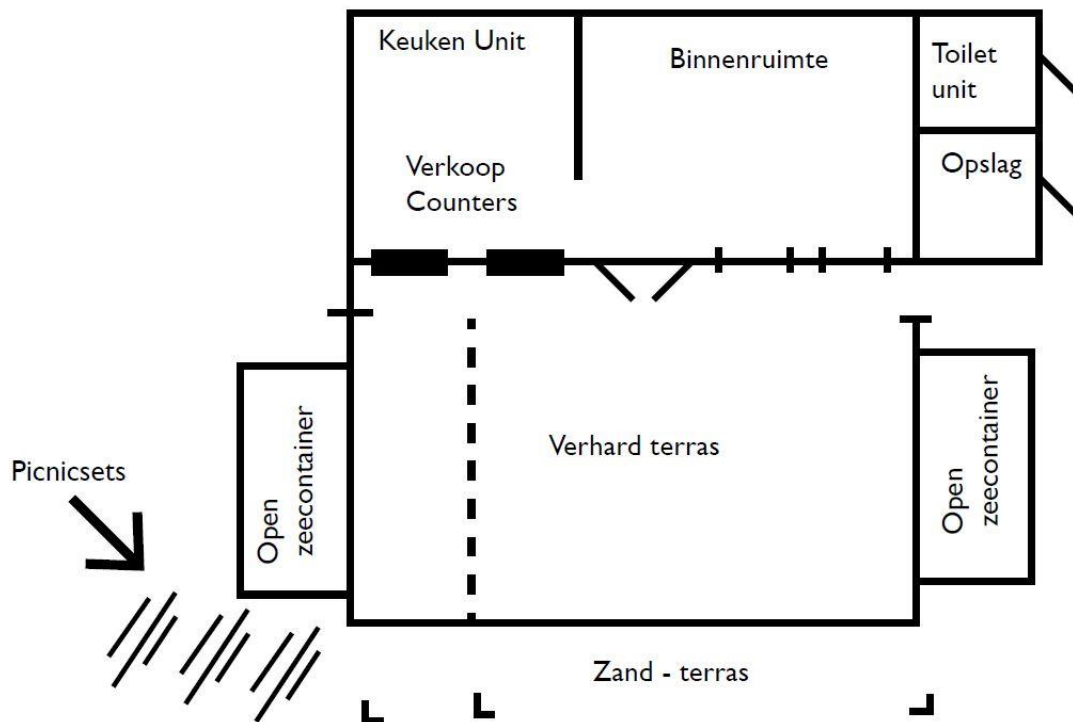 Keuken Unit
Binnenruimte
Toilet
unit
Verkoop
Counters
Opslag
Open
zeecontainer
Verhard terras
Open
zeecontainer
Picnicsets
Zand - terras